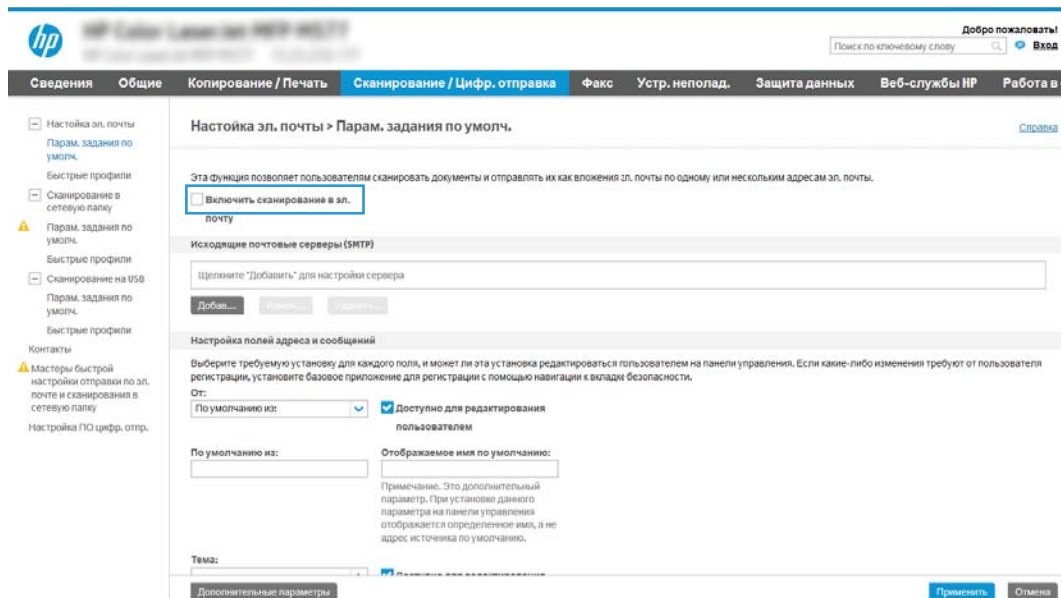 hp
Добро пожаловать!
Поиск по ключевому слову
Вход
Сведения Общие Копирование / Печать Сканирование / Цифр. отправка Факс Устр. неполад. Защита данных Веб-службы HP Работа в
Настойка эл. почты
Парам. задания по
умолч.
Быстрые профили
Сканирование в
сетевую папку
Парам. задания по
умолч.
Быстрые профили
Сканирование на USB
Парам. задания по
умолч.
Быстрые профили
Контакты
Мастеры быстрой
настройки отправки по эл.
почте и сканирования в
сетевую папку
Настройка ПО цифр. отпр.
Настойка эл. почты > Парам. задания по умолч.
Справка
Эта функция позволяет пользователям сканировать документы и отправлять их как вложения эл. почты по одному или нескольким адресам эл. почты.
Включить сканирование в эл.
почту
Исходящие почтовые серверы (SMTP)
Щелкните "Добавить" для настройки сервера
Добав.... Измен.... Удалить...
Настройка полей адреса и сообщений
Выберите требуемую установку для каждого поля, и может ли эта установка редактироваться пользователем на панели управления. Если какие-либо изменения требуют от пользователя
регистрации, установите базовое приложение для регистрации с помощью навигации к вкладке безопасности.
От:
По умолчанию из:
Доступно для редактирования
пользователем
По умолчанию из:
Отображаемое имя по умолчанию:
Примечание. Это дополнительный
параметр. При установке данного
параметра на панели управления
отображается определенное имя, а не
адрес источника по умолчанию.
Тема:
Дополнительные параметры
Применить Отмена